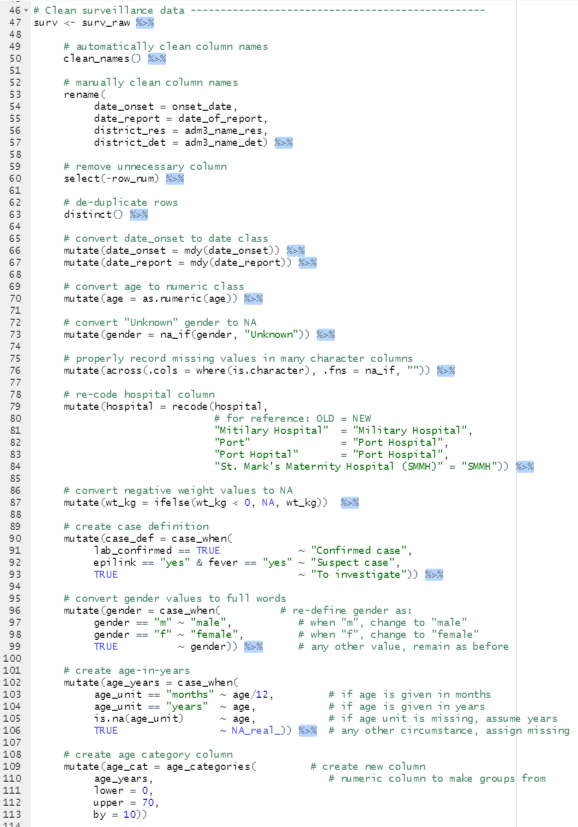 46 # Clean surveillance data ------------------------------------------------
47 surv <- surv_raw %>%
48
49 # automatically clean column names
50 clean_names() %>%
51
52 # manually clean column names
53 rename(
54 date_onset = onset_date,
55 date_report = date_of_report,
56 district_res = adm3_name_res,
57 district_det = adm3_name_det) %>%
58
59 # remove unnecessary column
60 select(-row_num) %>%
61
62 # de-duplicate rows
63 distinct() %>%
64
65 # convert date_onset to date class
66 mutate(date_onset = mdy(date_onset)) %>%
67 mutate(date_report = mdy(date_report)) %>%
68
69 # convert age to numeric class
70 mutate(age = as.numeric(age)) %>%
71
72 # convert "Unknown" gender to NA
73 mutate(gender = na_if(gender, "Unknown")) %>%
74
75 # properly record missing values in many character columns
76 mutate(across(.cols = where(is.character), .fns = na_if, "")) %>%
77
78 # re-code hospital column
79 mutate(hospital = recode(hospital,
80 # for reference: OLD = NEW
81 "Mitilary Hospital" = "Military Hospital",
82 "Port" = "Port Hospital",
83 "Port Hopital" = "Port Hospital",
84 "St. Mark's Maternity Hospital (SMMH)" = "SMMH")) %>%
85
86 # convert negative weight values to NA
87 mutate(wt_kg = ifelse(wt_kg < 0, NA, wt_kg)) %>%
88
89 # create case definition
90 mutate(case_def = case_when(
91 lab_confirmed == TRUE ~ "Confirmed case",
92 epilink == "yes" & fever == "yes" ~ "Suspect case",
93 TRUE ~ "To investigate")) %>%
94
95 # convert gender values to full words
96 mutate(gender = case_when( # re-define gender as:
97 gender == "m" ~ "male", # when "m", change to "male"
98 gender == "f" ~ "female", # when "f", change to "female"
99 TRUE ~ gender)) %>% # any other value, remain as before
100
101 # create age-in-years
102 mutate(age_years = case_when(
103 age_unit == "months" ~ age/12, # if age is given in months
104 age_unit == "years" ~ age, # if age is given in years
105 is.na(age_unit) ~ age, # if age unit is missing, assume years
106 TRUE ~ NA_real_)) %>% # any other circumstance, assign missing
107
108 # create age category column
109 mutate(age_cat = age_categories( # create new column
110 age_years, # numeric column to make groups from
111 lower = 0,
112 upper = 70,
113 by = 10))